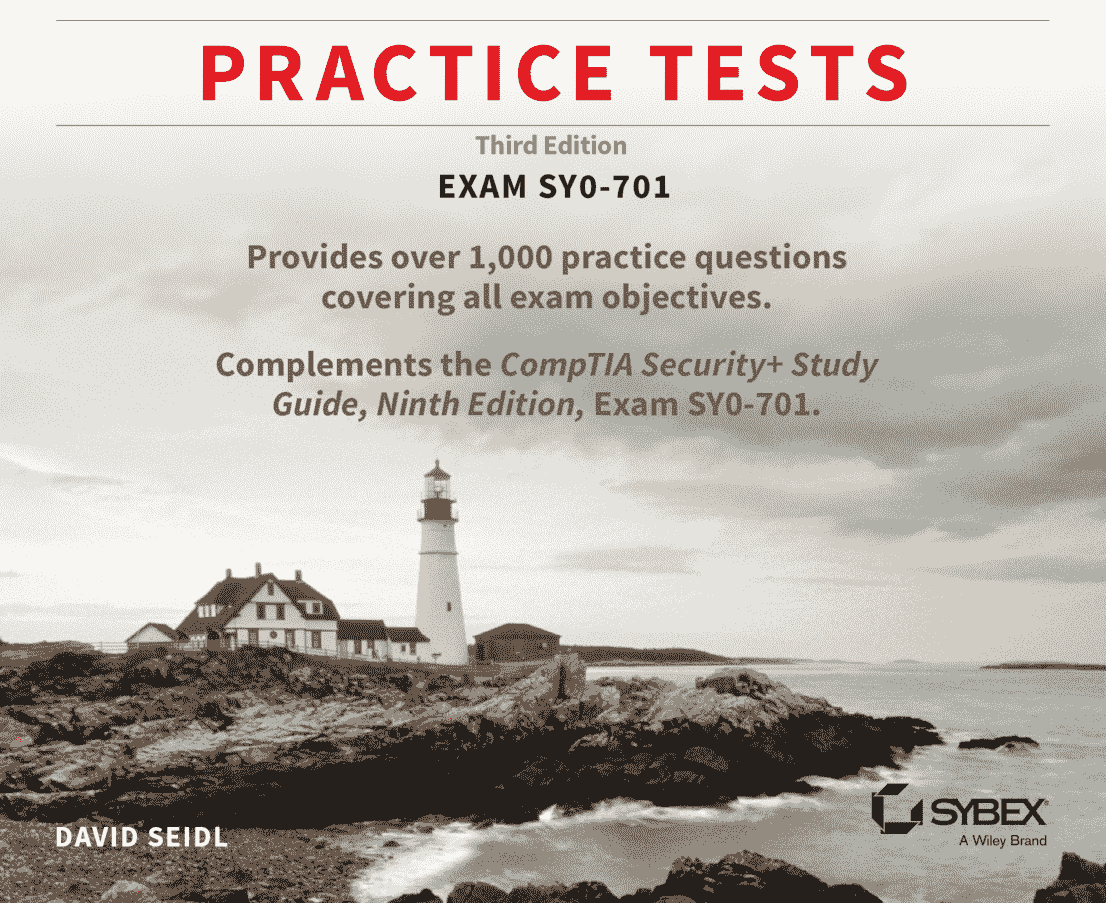 PRACTICE TESTS
Third Edition
EXAM SY0-701
Provides over 1,000 practice questions
covering all exam objectives.
Complements the CompTIA Security+ Study
Guide, Ninth Edition, Exam SY0-701.
DAVID SEIDL
SYBEX®
A Wiley Brand